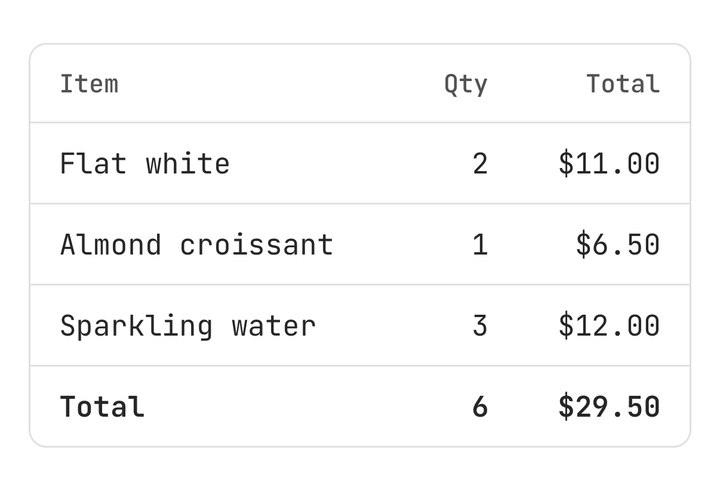 Item Qty Total
Flat white 2 $11.00
Almond croissant 1 $6.50
Sparkling water 3 $12.00
Total 6 $29.50